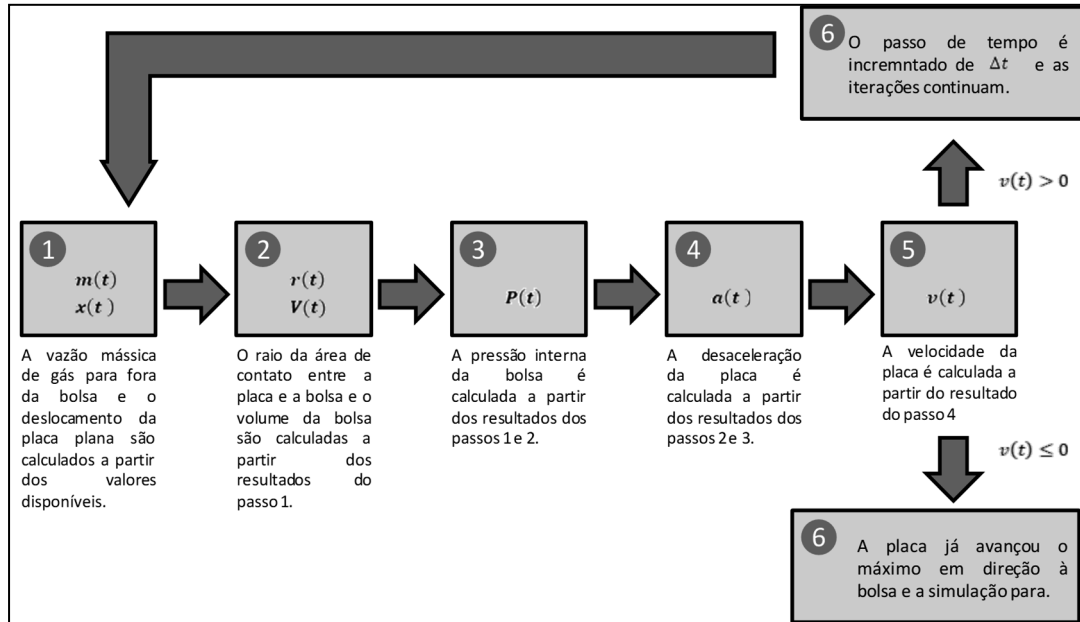 6
O passo de tempo é
incremntado de Δt e as
iterações continuam.
v(t) > 0
1
m(t)
x(t)
2
r(t)
V(t)
3
P(t)
4
a(t)
5
v(t)
A vazão mássica
de gás para fora
da bolsa e o
deslocamento da
placa plana são
calculados a partir
dos valores
disponíveis.
O raio da área de
contato entre a
placa e a bolsa e o
volume da bolsa
são calculadas a
partir dos
resultados do
passo 1.
A pressão interna
da bolsa é
calculada a partir
dos resultados dos
passos 1 e 2.
A desaceleração
da placa é
calculada a partir
dos resultados dos
passos 2 e 3.
A velocidade da
placa é calculada a
partir do resultado
do passo 4
v(t) ≤ 0
6
A placa já avançou o
máximo em direção à
bolsa e a simulação para.